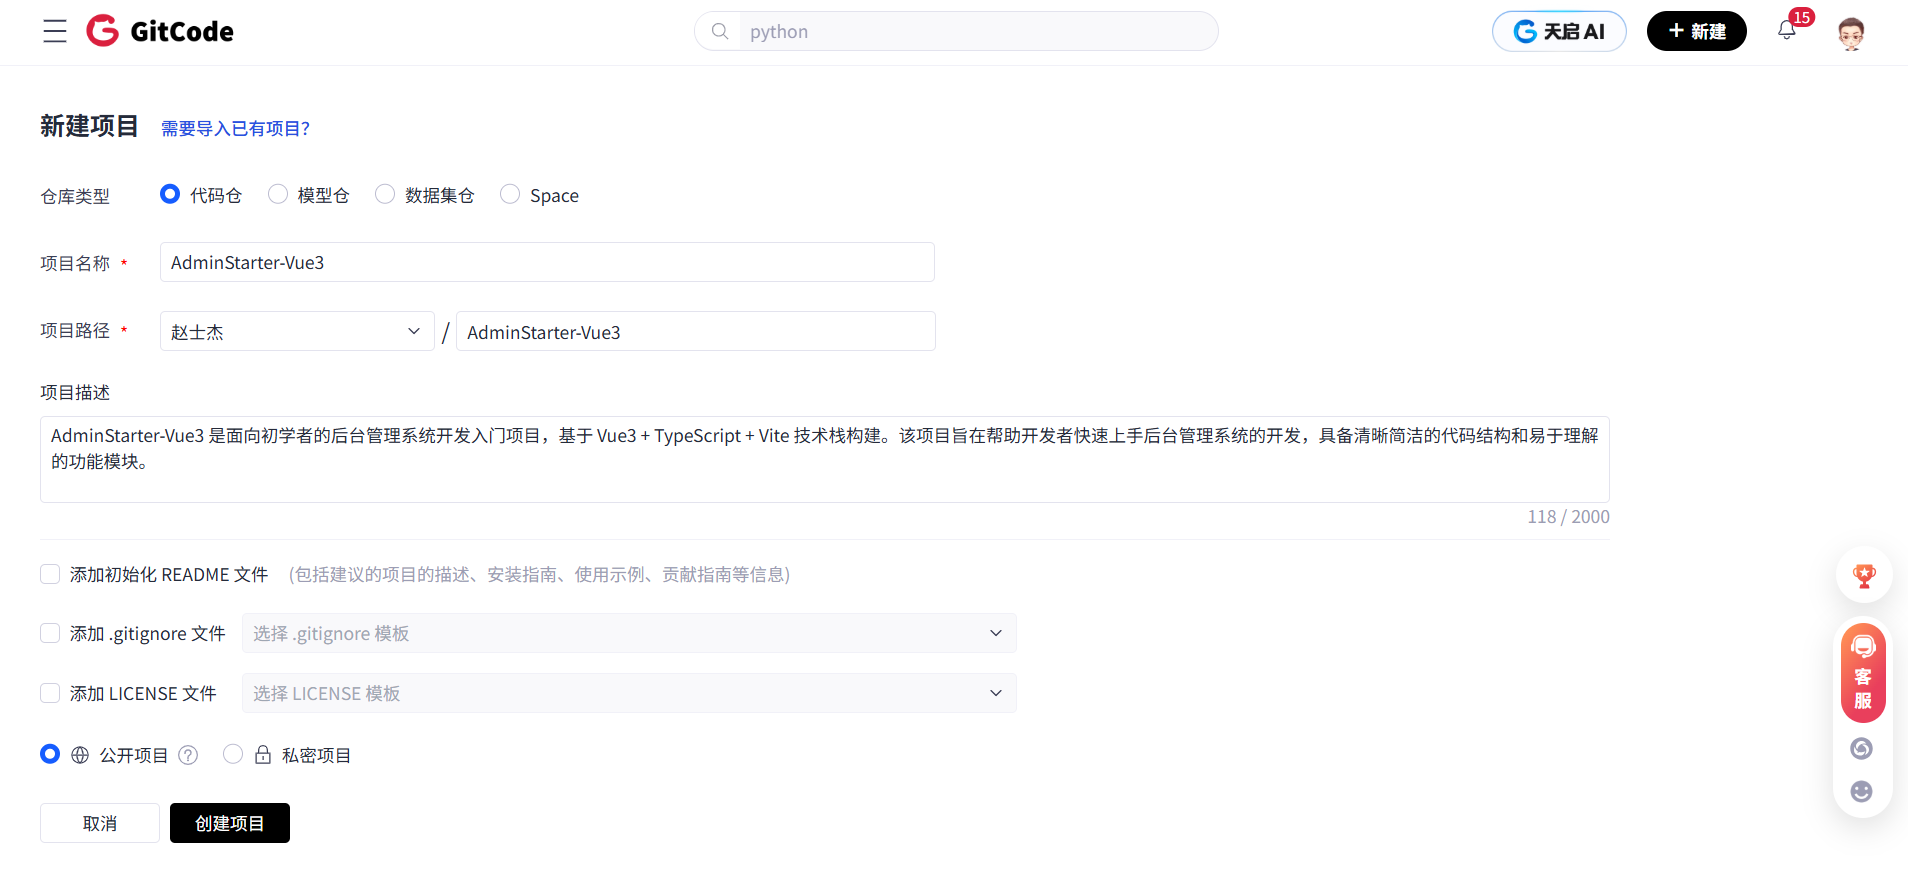 GitCode
python
天启 AI
新建
15
新建项目 需要导入已有项目?
仓库类型 代码仓 模型仓 数据集仓 Space
项目名称 * AdminStarter-Vue3
项目路径 * 赵士杰 / AdminStarter-Vue3
项目描述
AdminStarter-Vue3 是面向初学者的后台管理系统开发入门项目，基于 Vue3 + TypeScript + Vite 技术栈构建。该项目旨在帮助开发者快速上手后台管理系统的开发，具备清晰简洁的代码结构和易于理解
的功能模块。
118 / 2000
添加初始化 README 文件 (包括建议的项目的描述、安装指南、使用示例、贡献指南等信息)
添加 .gitignore 文件 选择 .gitignore 模板
添加 LICENSE 文件 选择 LICENSE 模板
公开项目 ? 私密项目
取消 创建项目
客
服